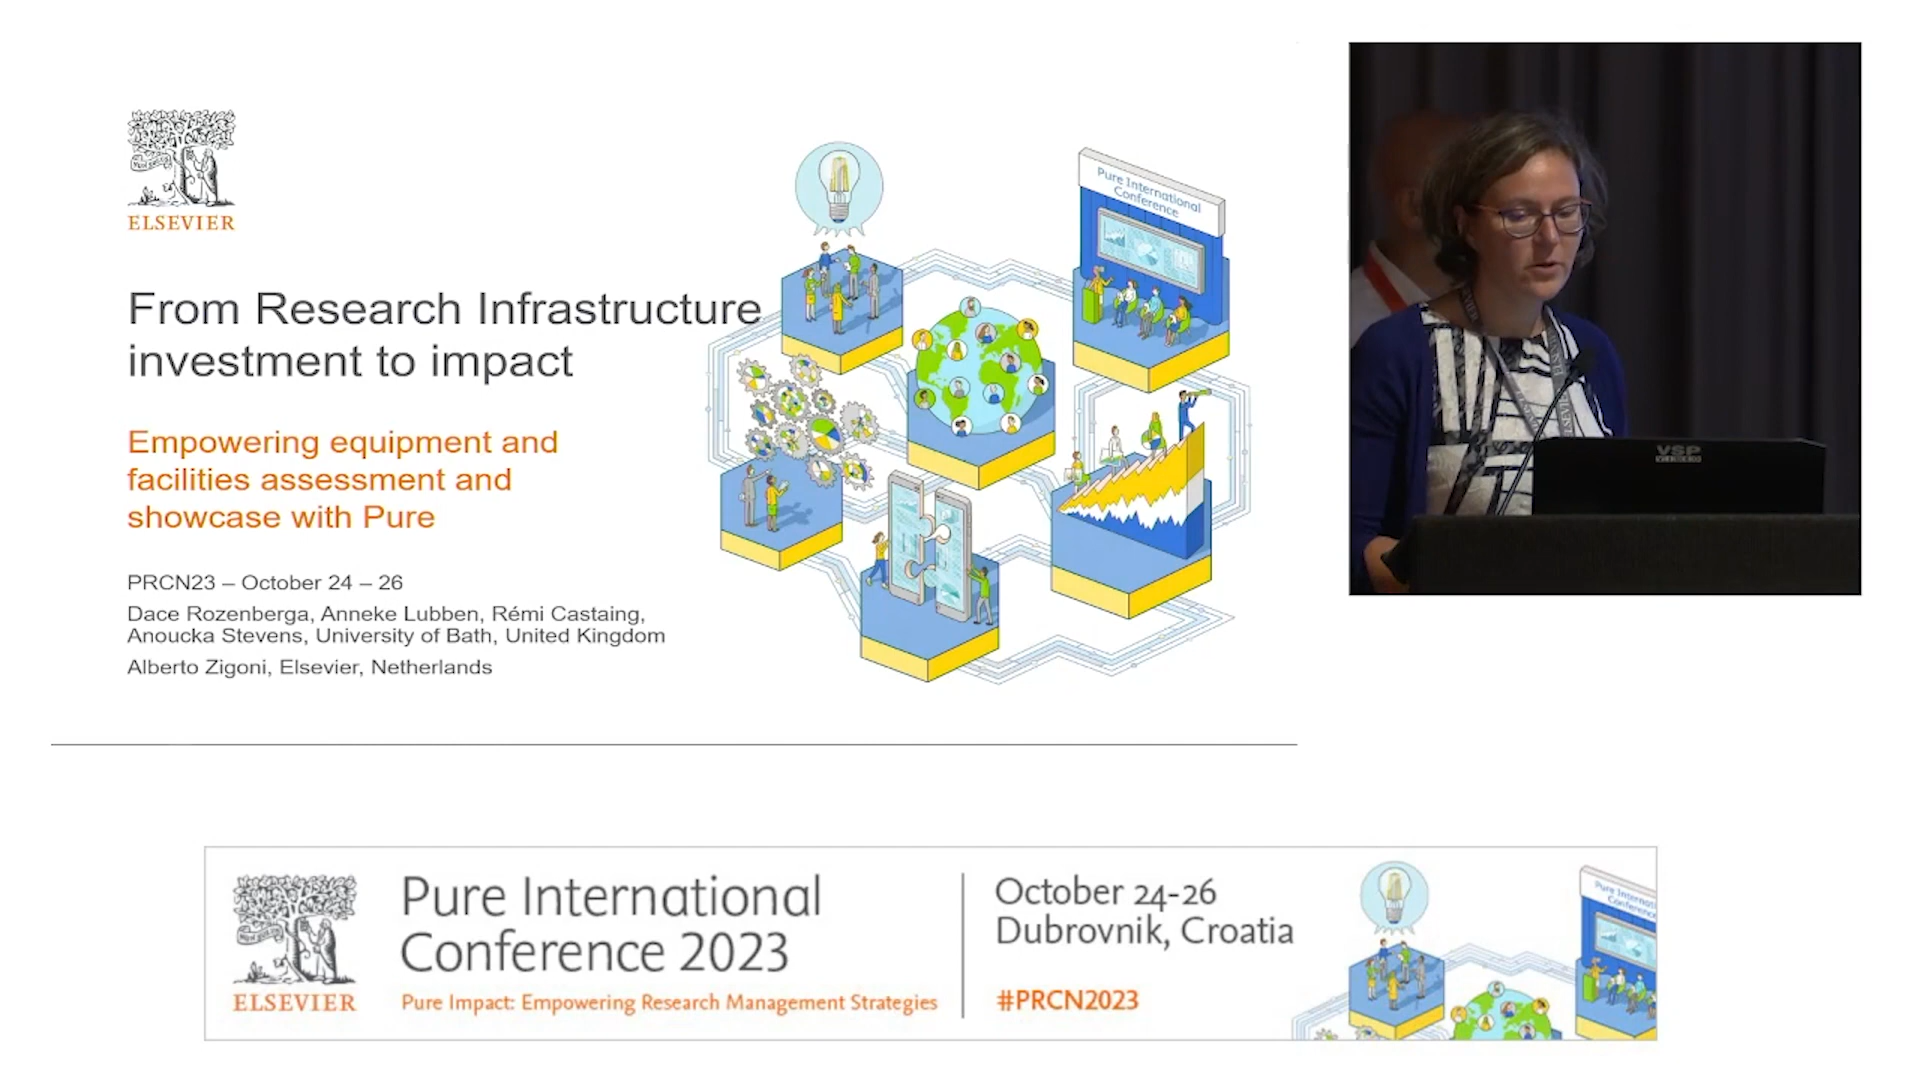 ELSEVIER
From Research Infrastructure
investment to impact
Empowering equipment and
facilities assessment and
showcase with Pure
PRCN23 – October 24 – 26
Dace Rozenberga, Anneke Lubben, Rémi Castaing,
Anoucka Stevens, University of Bath, United Kingdom
Alberto Zigoni, Elsevier, Netherlands
Pure International
Conference
VSP
ELSEVIER
Pure International
Conference 2023
Pure Impact: Empowering Research Management Strategies
October 24-26
Dubrovnik, Croatia
#PRCN2023
Pure Internat
Conference